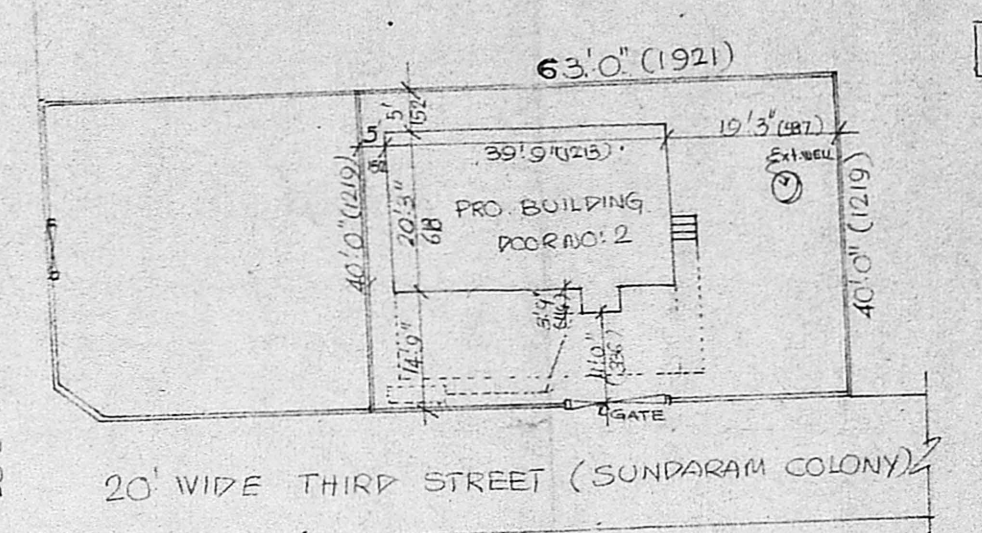 63'.0" (1921)
5'
152
5'
19'3" (487)
39'.9" (1213)
Ext.WELL
40'.0" (1219)
20'.3"
618
PRO. BUILDING
DOOR NO: 2
40'.0" (1219)
3'.9"
14'.9"
11'.0"
(336)
GATE
20' WIDE THIRD STREET (SUNDARAM COLONY)